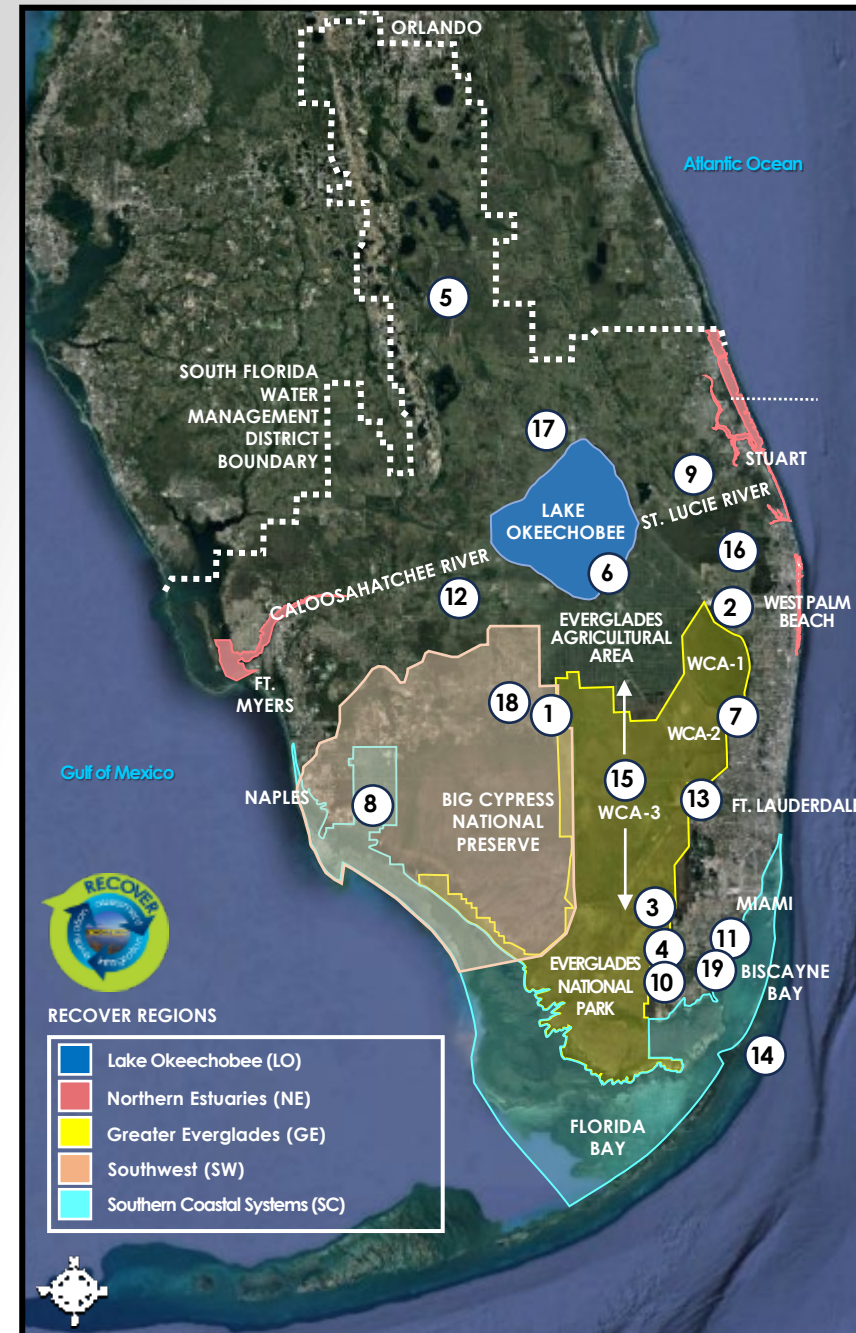 ORLANDO
Atlantic Ocean
5
SOUTH FLORIDA
WATER
MANAGEMENT
DISTRICT
BOUNDARY
17
STUART
9
LAKE
OKEECHOBEE
ST. LUCIE RIVER
16
6
CALOOSAHATCHEE RIVER
12
2
WEST PALM
BEACH
EVERGLADES
AGRICULTURAL
AREA
WCA-1
FT.
MYERS
18
1
7
WCA-2
Gulf of Mexico
15
NAPLES
8
BIG CYPRESS
NATIONAL
PRESERVE
WCA-3
13
FT. LAUDERDALE
RECOVER
3
MIAMI
11
4
19
BISCAYNE
BAY
EVERGLADES
NATIONAL
PARK
10
14
RECOVER REGIONS
Lake Okeechobee (LO)
Northern Estuaries (NE)
Greater Everglades (GE)
Southwest (SW)
Southern Coastal Systems (SC)
FLORIDA
BAY